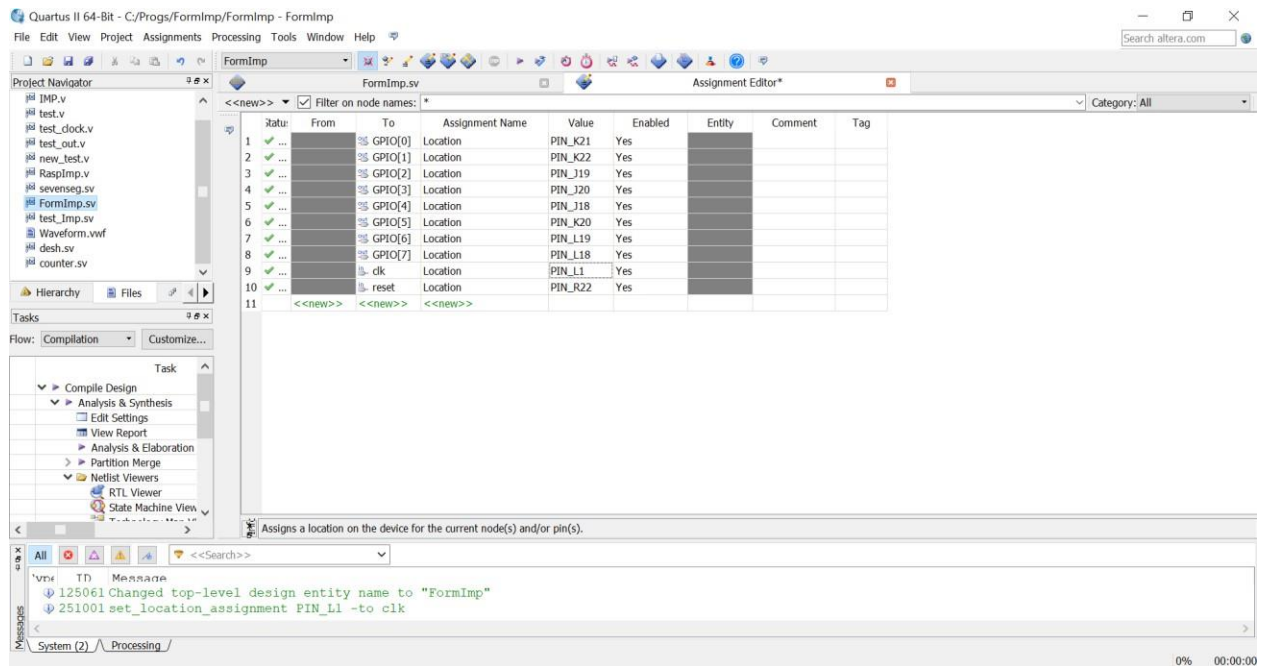 Quartus II 64-Bit - C:/Progs/FormImp/FormImp - FormImp
File Edit View Project Assignments Processing Tools Window Help
Search altera.com
FormImp
Project Navigator
IMP.v
test.v
test_clock.v
test_out.v
new_test.v
RaspImp.v
sevenseg.sv
FormImp.sv
test_Imp.sv
Waveform.vwf
desh.sv
counter.sv
Hierarchy Files
Tasks
Flow: Compilation Customize...
Task
Compile Design
Analysis & Synthesis
Edit Settings
View Report
Analysis & Elaboration
Partition Merge
Netlist Viewers
RTL Viewer
State Machine View
FormImp.sv Assignment Editor*
<<new>> Filter on node names: * Category: All
Status From To Assignment Name Value Enabled Entity Comment Tag
1 ... GPIO[0] Location PIN_K21 Yes
2 ... GPIO[1] Location PIN_K22 Yes
3 ... GPIO[2] Location PIN_J19 Yes
4 ... GPIO[3] Location PIN_J20 Yes
5 ... GPIO[4] Location PIN_J18 Yes
6 ... GPIO[5] Location PIN_K20 Yes
7 ... GPIO[6] Location PIN_L19 Yes
8 ... GPIO[7] Location PIN_L18 Yes
9 ... clk Location PIN_L1 Yes
10 ... reset Location PIN_R22 Yes
11 <<new>> <<new>> <<new>>
Assigns a location on the device for the current node(s) and/or pin(s).
All <<Search>>
Type ID Message
125061 Changed top-level design entity name to "FormImp"
251001 set_location_assignment PIN_L1 -to clk
Messages
System (2) Processing
0% 00:00:00